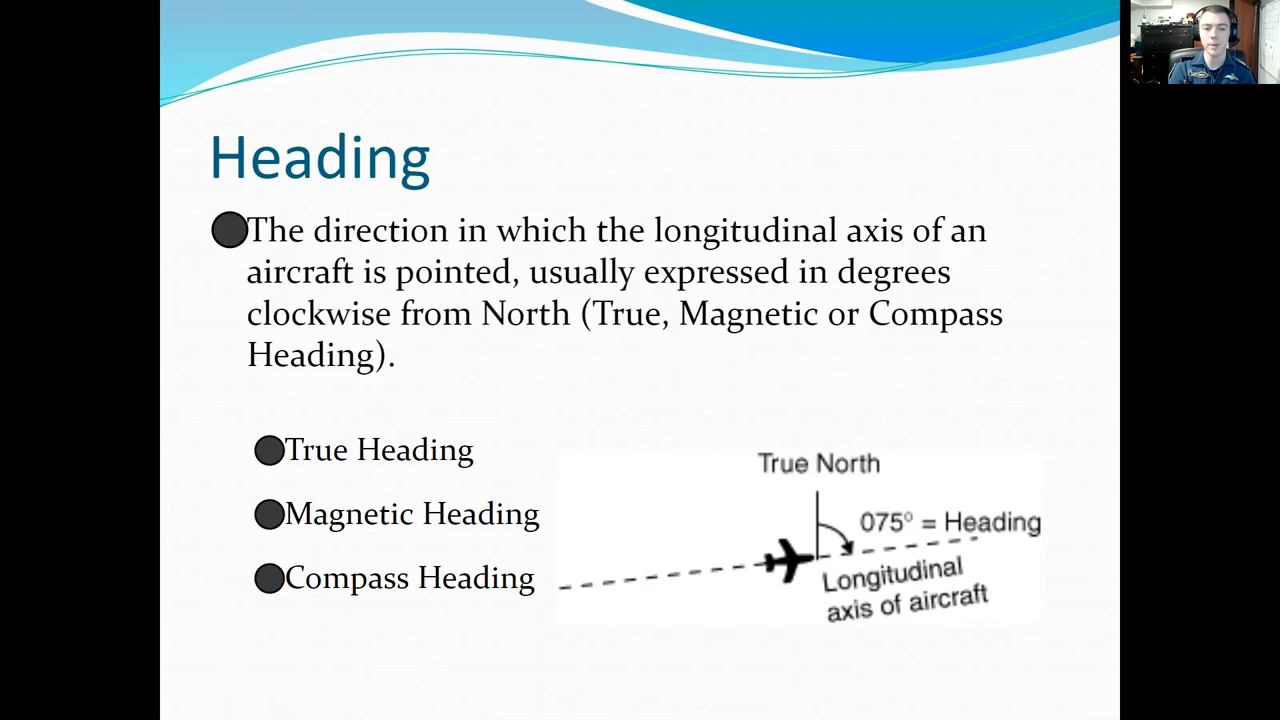 Heading
The direction in which the longitudinal axis of an
aircraft is pointed, usually expressed in degrees
clockwise from North (True, Magnetic or Compass
Heading).
True Heading
Magnetic Heading
Compass Heading
True North
075° = Heading
Longitudinal
axis of aircraft